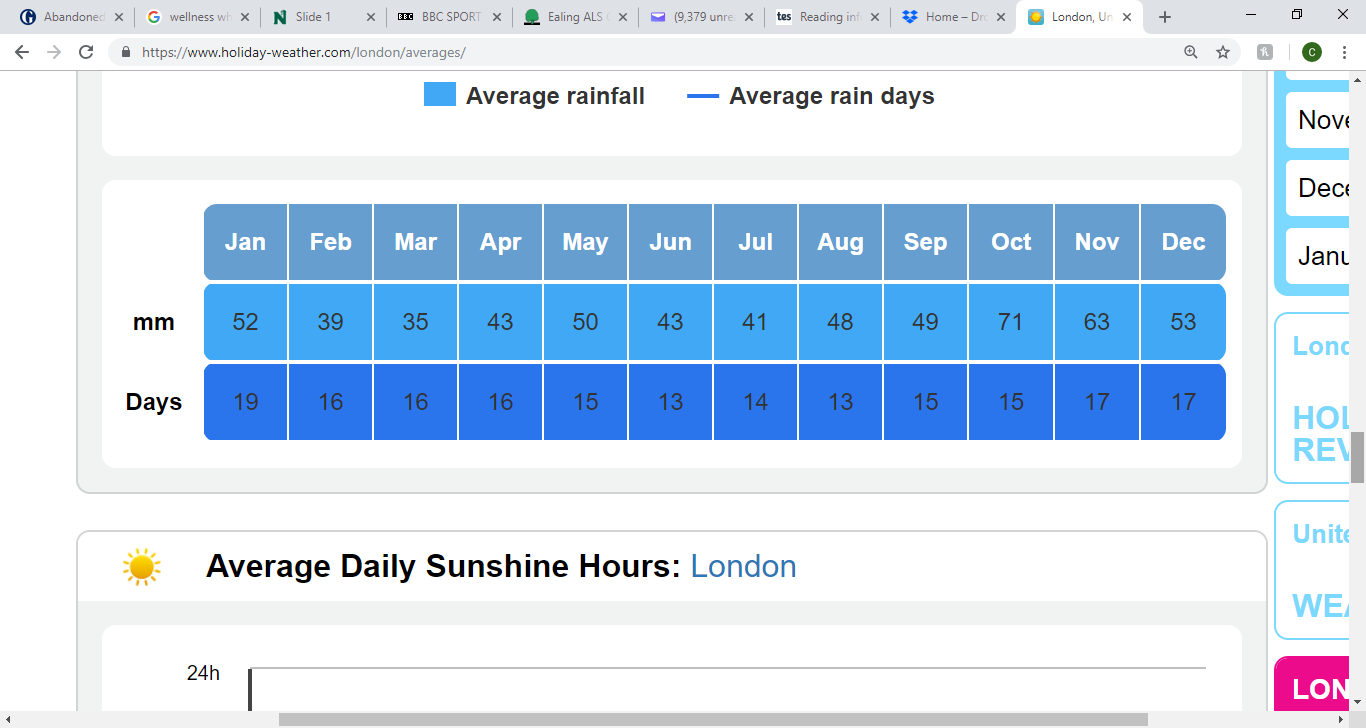 Abandoned
wellness wh
Slide 1
BBC BBC SPORT
Ealing ALS
(9,379 unre
tes Reading inf
Home – Dro
London, Un
https://www.holiday-weather.com/london/averages/
C
Average rainfall Average rain days
Jan Feb Mar Apr May Jun Jul Aug Sep Oct Nov Dec
mm 52 39 35 43 50 43 41 48 49 71 63 53
Days 19 16 16 16 15 13 14 13 15 15 17 17
Average Daily Sunshine Hours: London
24h
Nove
Dece
Janu
Lond
HOL
REV
Unite
WEA
LON